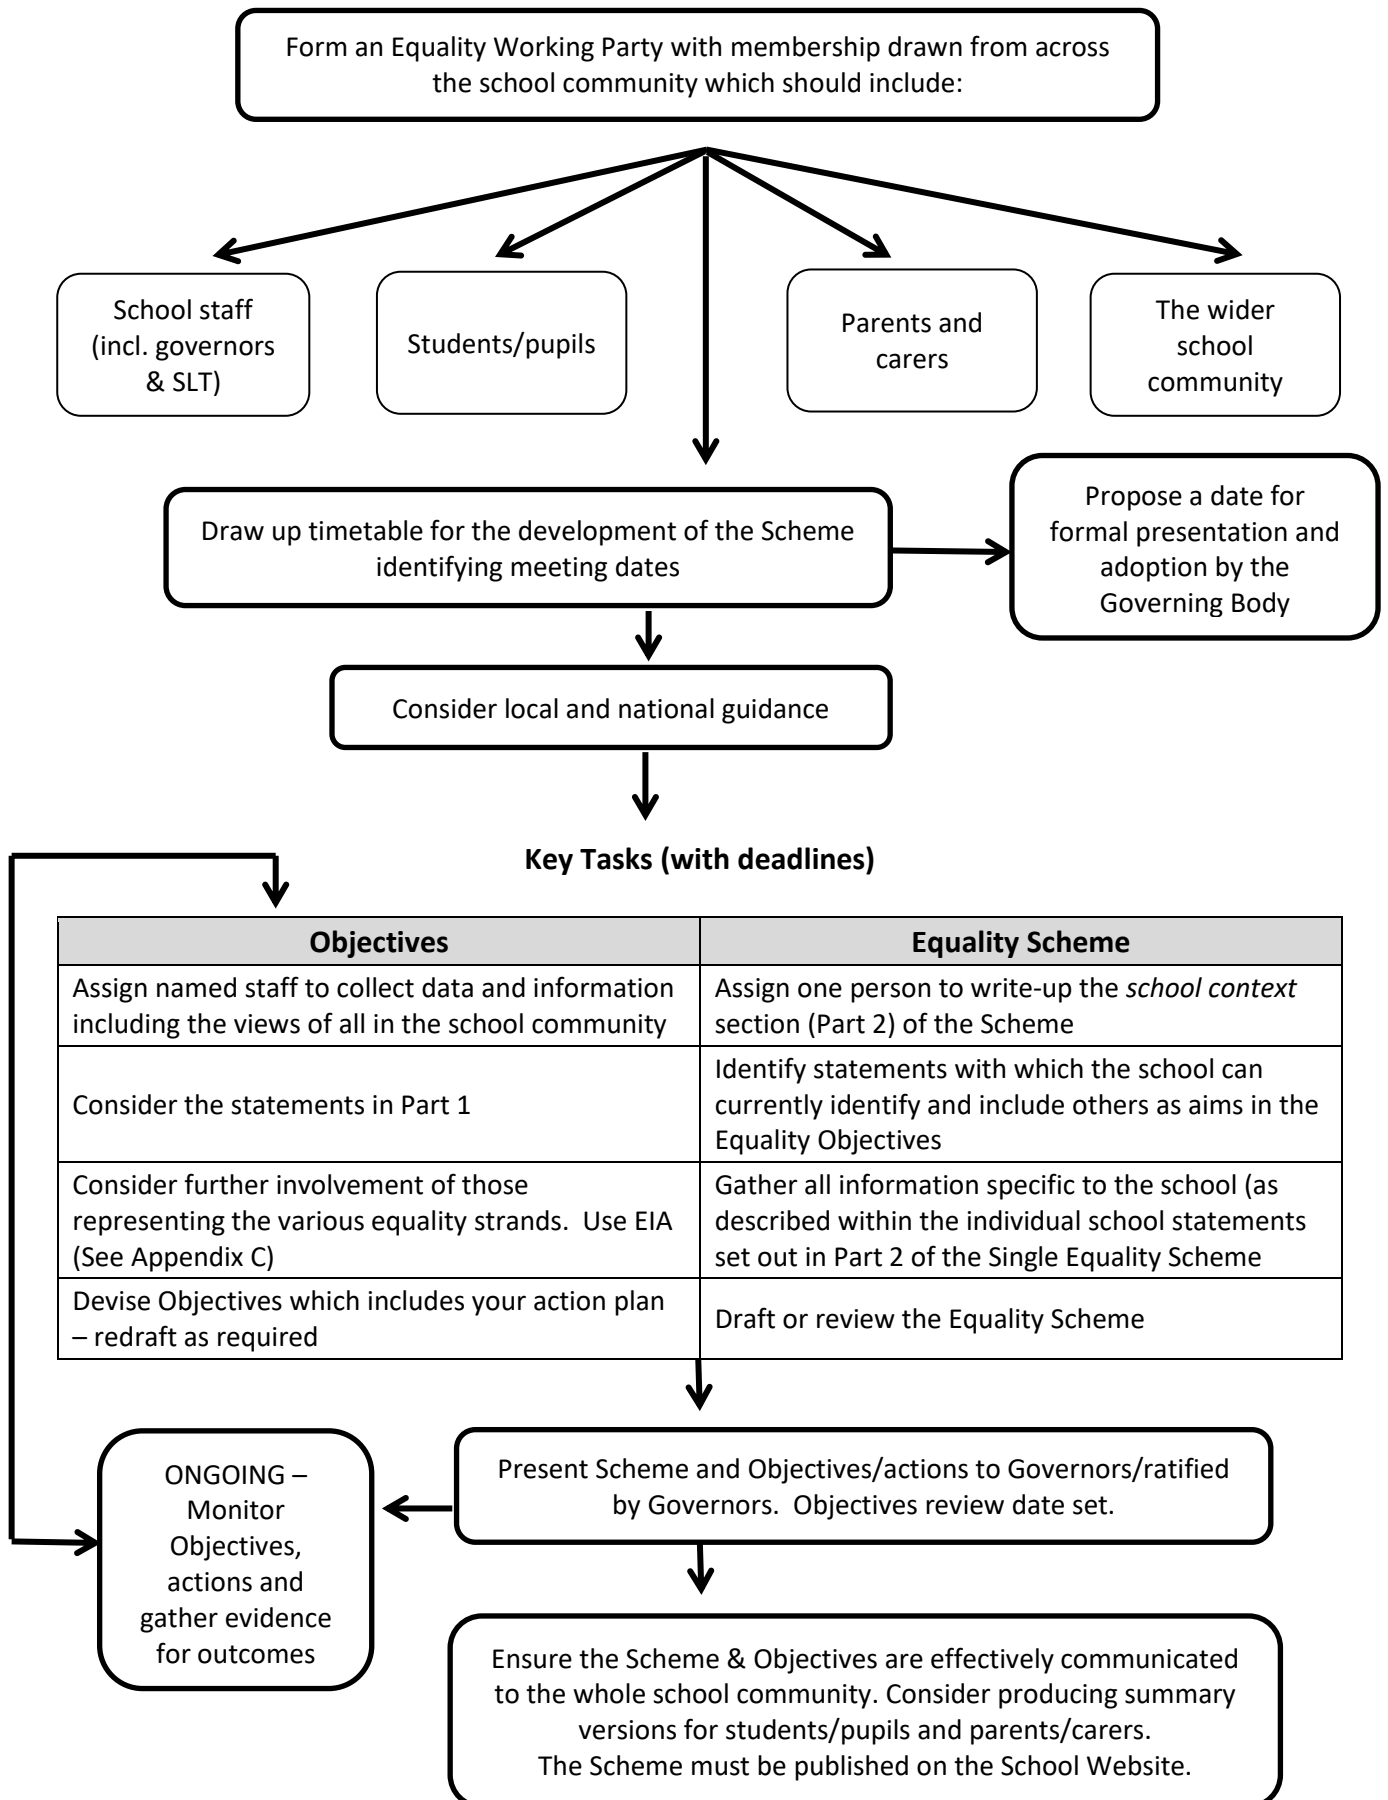 Form an Equality Working Party with membership drawn from across
the school community which should include:
School staff
(incl. governors
& SLT)
Students/pupils
Parents and
carers
The wider
school
community
Draw up timetable for the development of the Scheme
identifying meeting dates
Propose a date for
formal presentation and
adoption by the
Governing Body
Consider local and national guidance
Key Tasks (with deadlines)
Objectives
Equality Scheme
Assign named staff to collect data and information
including the views of all in the school community
Assign one person to write-up the school context
section (Part 2) of the Scheme
Consider the statements in Part 1
Identify statements with which the school can
currently identify and include others as aims in the
Equality Objectives
Consider further involvement of those
representing the various equality strands.  Use EIA
(See Appendix C)
Gather all information specific to the school (as
described within the individual school statements
set out in Part 2 of the Single Equality Scheme
Devise Objectives which includes your action plan
– redraft as required
Draft or review the Equality Scheme
ONGOING –
Monitor
Objectives,
actions and
gather evidence
for outcomes
Present Scheme and Objectives/actions to Governors/ratified
by Governors.  Objectives review date set.
Ensure the Scheme & Objectives are effectively communicated
to the whole school community. Consider producing summary
versions for students/pupils and parents/carers.
The Scheme must be published on the School Website.